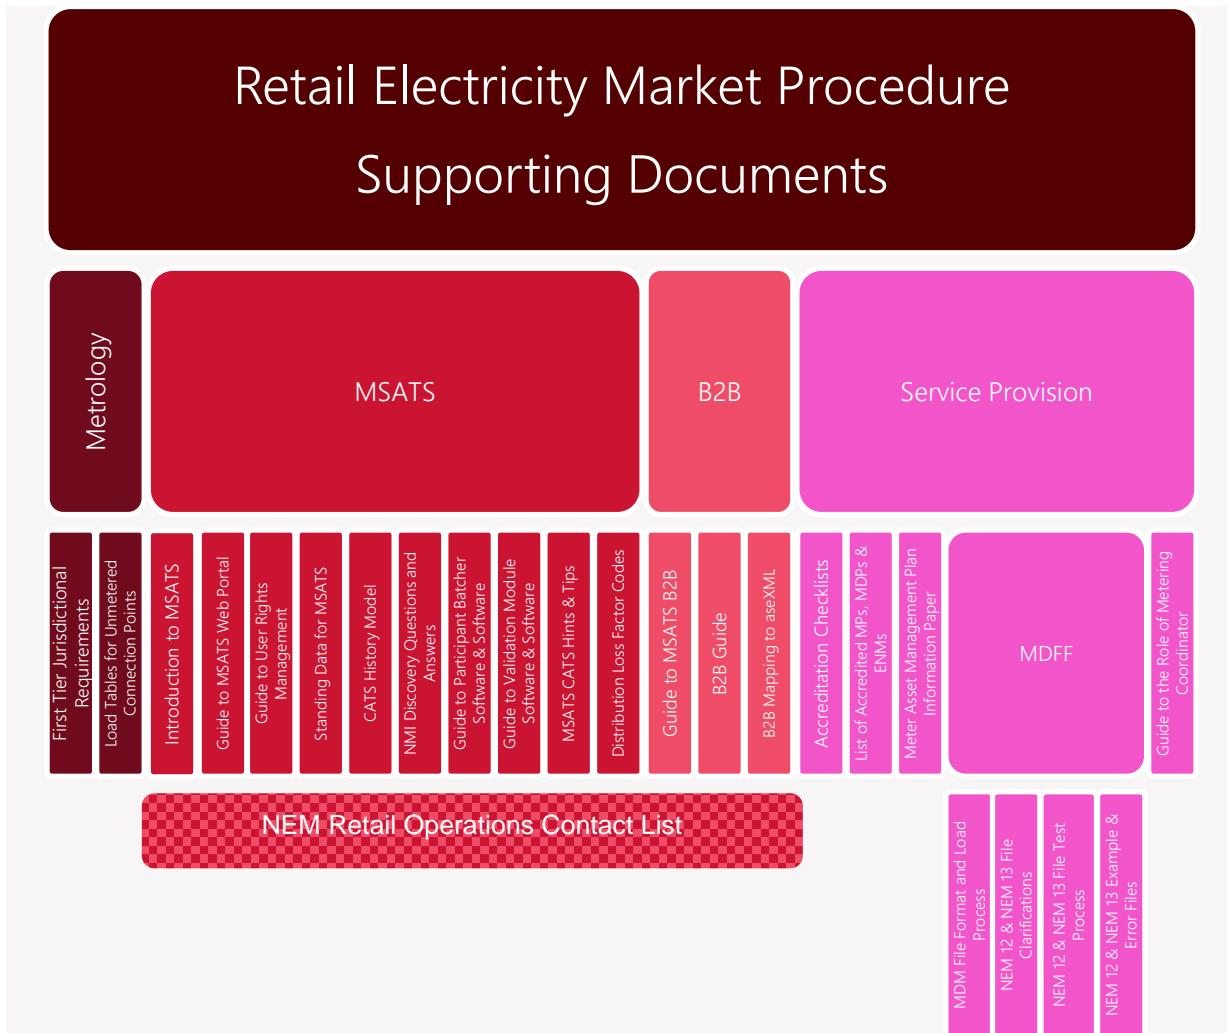 Retail Electricity Market Procedure
Supporting Documents
Metrology
MSATS
B2B
Service Provision
First Tier Jurisdictional
Requirements
Load Tables for Unmetered
Connection Points
Introduction to MSATS
Guide to MSATS Web Portal
Guide to User Rights
Management
Standing Data for MSATS
CATS History Model
NMI Discovery Questions and
Answers
Guide to Participant Batcher
Software & Software
Guide to Validation Module
Software & Software
MSATS CATS Hints & Tips
Distribution Loss Factor Codes
Guide to MSATS B2B
B2B Guide
B2B Mapping to aseXML
Accreditation Checklists
List of Accredited MPs, MDPs &
ENMs
Meter Asset Management Plan
Information Paper
MDFF
Guide to the Role of Metering
Coordinator
NEM Retail Operations Contact List
MDM File Format and Load
Process
NEM 12 & NEM 13 File
Clarifications
NEM 12 & NEM 13 File Test
Process
NEM 12 & NEM 13 Example &
Error Files